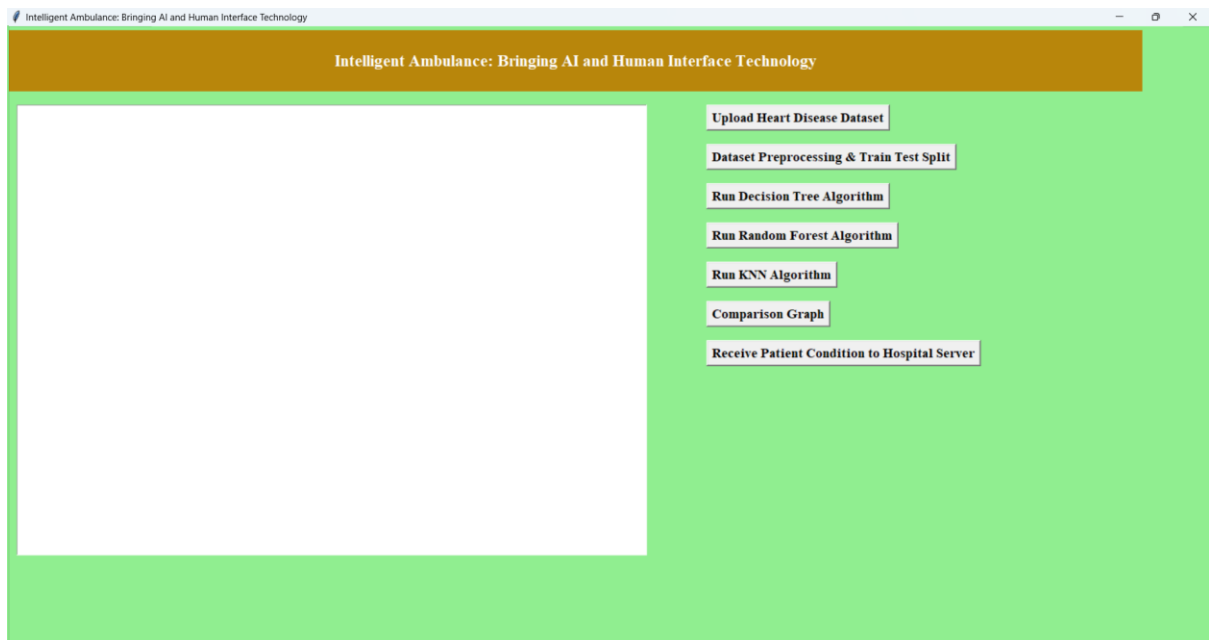 Intelligent Ambulance: Bringing AI and Human Interface Technology
Intelligent Ambulance: Bringing AI and Human Interface Technology
Upload Heart Disease Dataset
Dataset Preprocessing & Train Test Split
Run Decision Tree Algorithm
Run Random Forest Algorithm
Run KNN Algorithm
Comparison Graph
Receive Patient Condition to Hospital Server